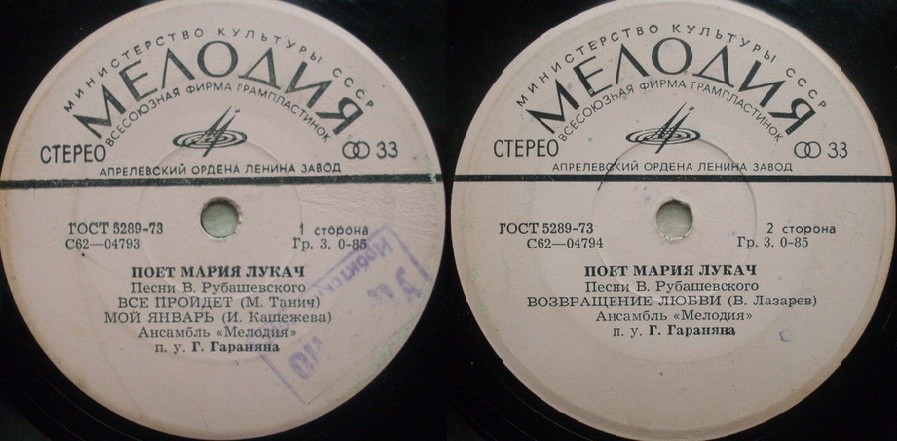 МИНИСТЕРСТВО КУЛЬТУРЫ СССР
МЕЛОДИЯ
ВСЕСОЮЗНАЯ ФИРМА ГРАМПЛАСТИНОК
СТЕРЕО 33
АПРЕЛЕВСКИЙ ОРДЕНА ЛЕНИНА ЗАВОД
ГОСТ 5289-73 1 сторона
С62—04793 Гр. 3. 0-85
ПОЕТ МАРИЯ ЛУКАЧ
Песни В. Рубашевского
ВСЕ ПРОЙДЕТ (М. Танич)
МОЙ ЯНВАРЬ (И. Кашежева)
Ансамбль «Мелодия»
п. у. Г. Гараняна
МИНИСТЕРСТВО КУЛЬТУРЫ СССР
МЕЛОДИЯ
ВСЕСОЮЗНАЯ ФИРМА ГРАМПЛАСТИНОК
СТЕРЕО 33
АПРЕЛЕВСКИЙ ОРДЕНА ЛЕНИНА ЗАВОД
ГОСТ 5289-73 2 сторона
С62—04794 Гр. 3. 0-85
ПОЕТ МАРИЯ ЛУКАЧ
Песни В. Рубашевского
ВОЗВРАЩЕНИЕ ЛЮБВИ (В. Лазарев)
Ансамбль «Мелодия»
п. у. Г. Гараняна